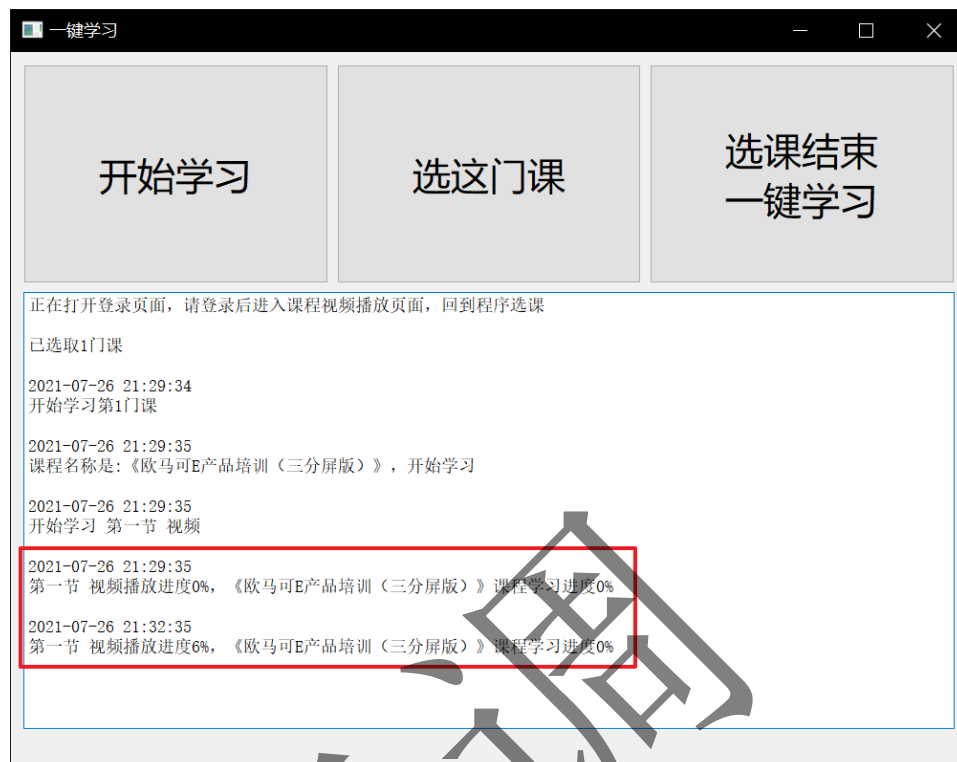 一键学习
开始学习
选这门课
选课结束
一键学习
正在打开登录页面，请登录后进入课程视频播放页面，回到程序选课
已选取1门课
2021-07-26 21:29:34
开始学习第1门课
2021-07-26 21:29:35
课程名称是:《欧马可E产品培训（三分屏版）》，开始学习
2021-07-26 21:29:35
开始学习 第一节 视频
2021-07-26 21:29:35
第一节 视频播放进度0%，《欧马可E产品培训（三分屏版）》课程学习进度0%
2021-07-26 21:32:35
第一节 视频播放进度6%，《欧马可E产品培训（三分屏版）》课程学习进度0%